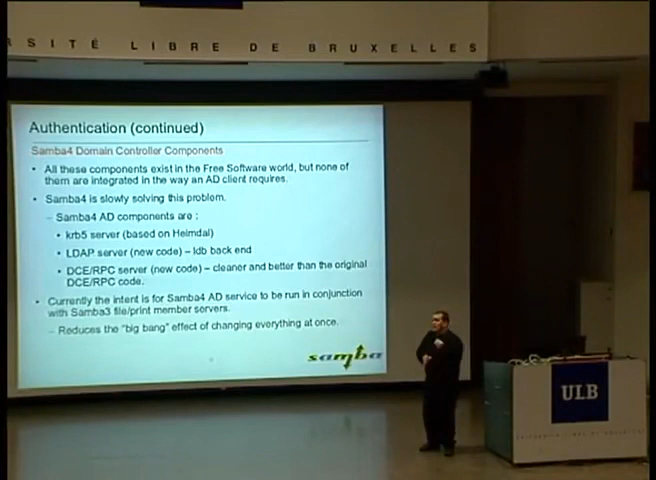 RSITÉ LIBRE DE BRUXELLES
Authentication (continued)
Samba4 Domain Controller Components
• All these components exist in the Free Software world, but none of
them are integrated in the way an AD client requires.
• Samba4 is slowly solving this problem.
– Samba4 AD components are :
• krb5 server (based on Heimdal)
• LDAP server (new code) – ldb back end
• DCE/RPC server (new code) – cleaner and better than the original
DCE/RPC code.
• Currently the intent is for Samba4 AD service to be run in conjunction
with Samba3 file/print member servers.
– Reduces the "big bang" effect of changing everything at once.
samba
ULB